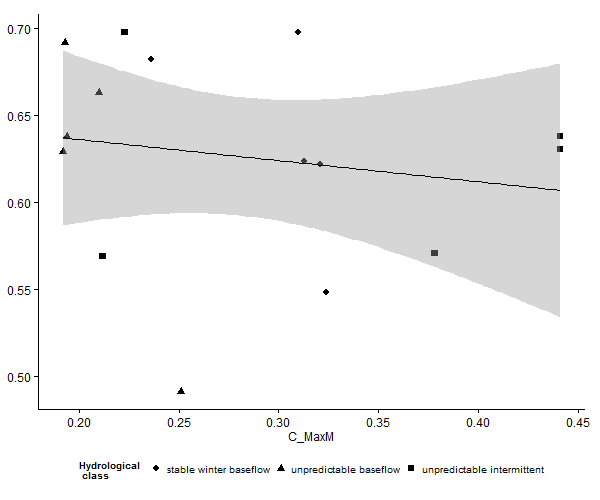 0.70
0.65
0.60
0.55
0.50
0.20 0.25 0.30 0.35 0.40 0.45
C_MaxM
Hydrological
class
stable winter baseflow unpredictable baseflow unpredictable intermittent